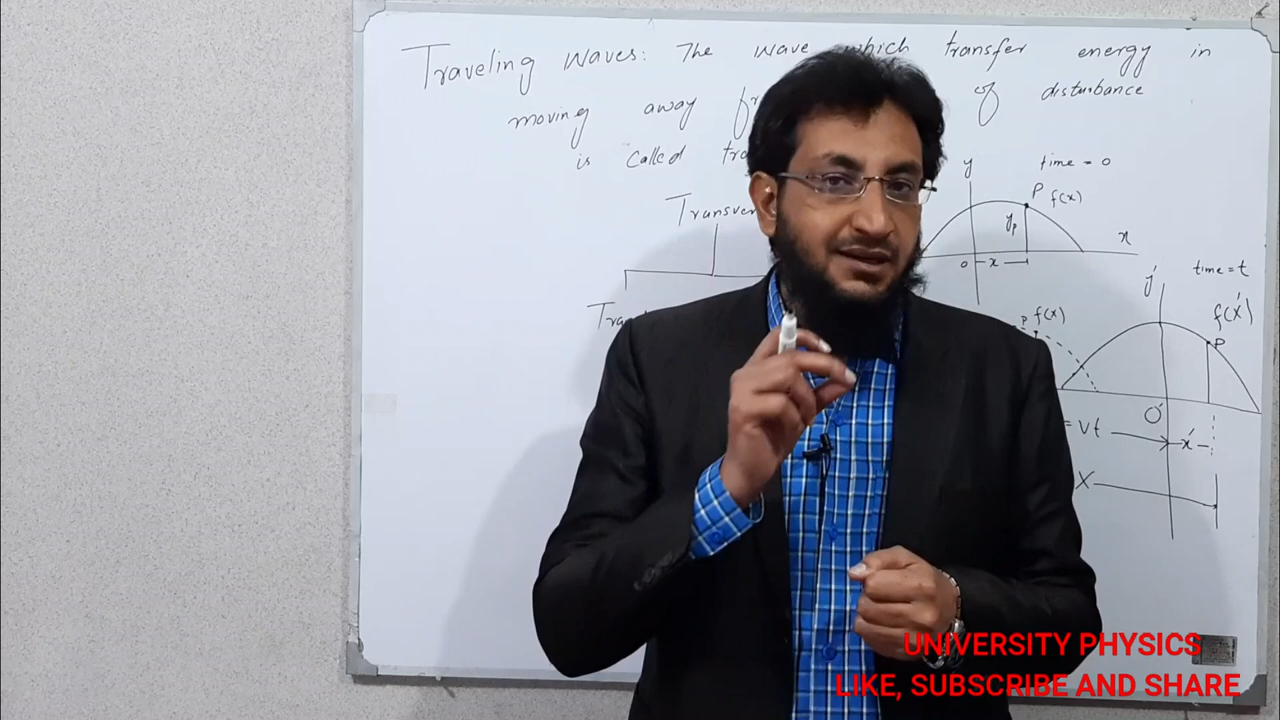 Traveling waves: The wave which transfer energy in
moving away of disturbance
is called
Transver
y time = 0
P f(x)
yp
x
o x
y' time = t
f(x')
P f(x)
P
O'
= vt x'
X
UNIVERSITY PHYSICS
LIKE, SUBSCRIBE AND SHARE